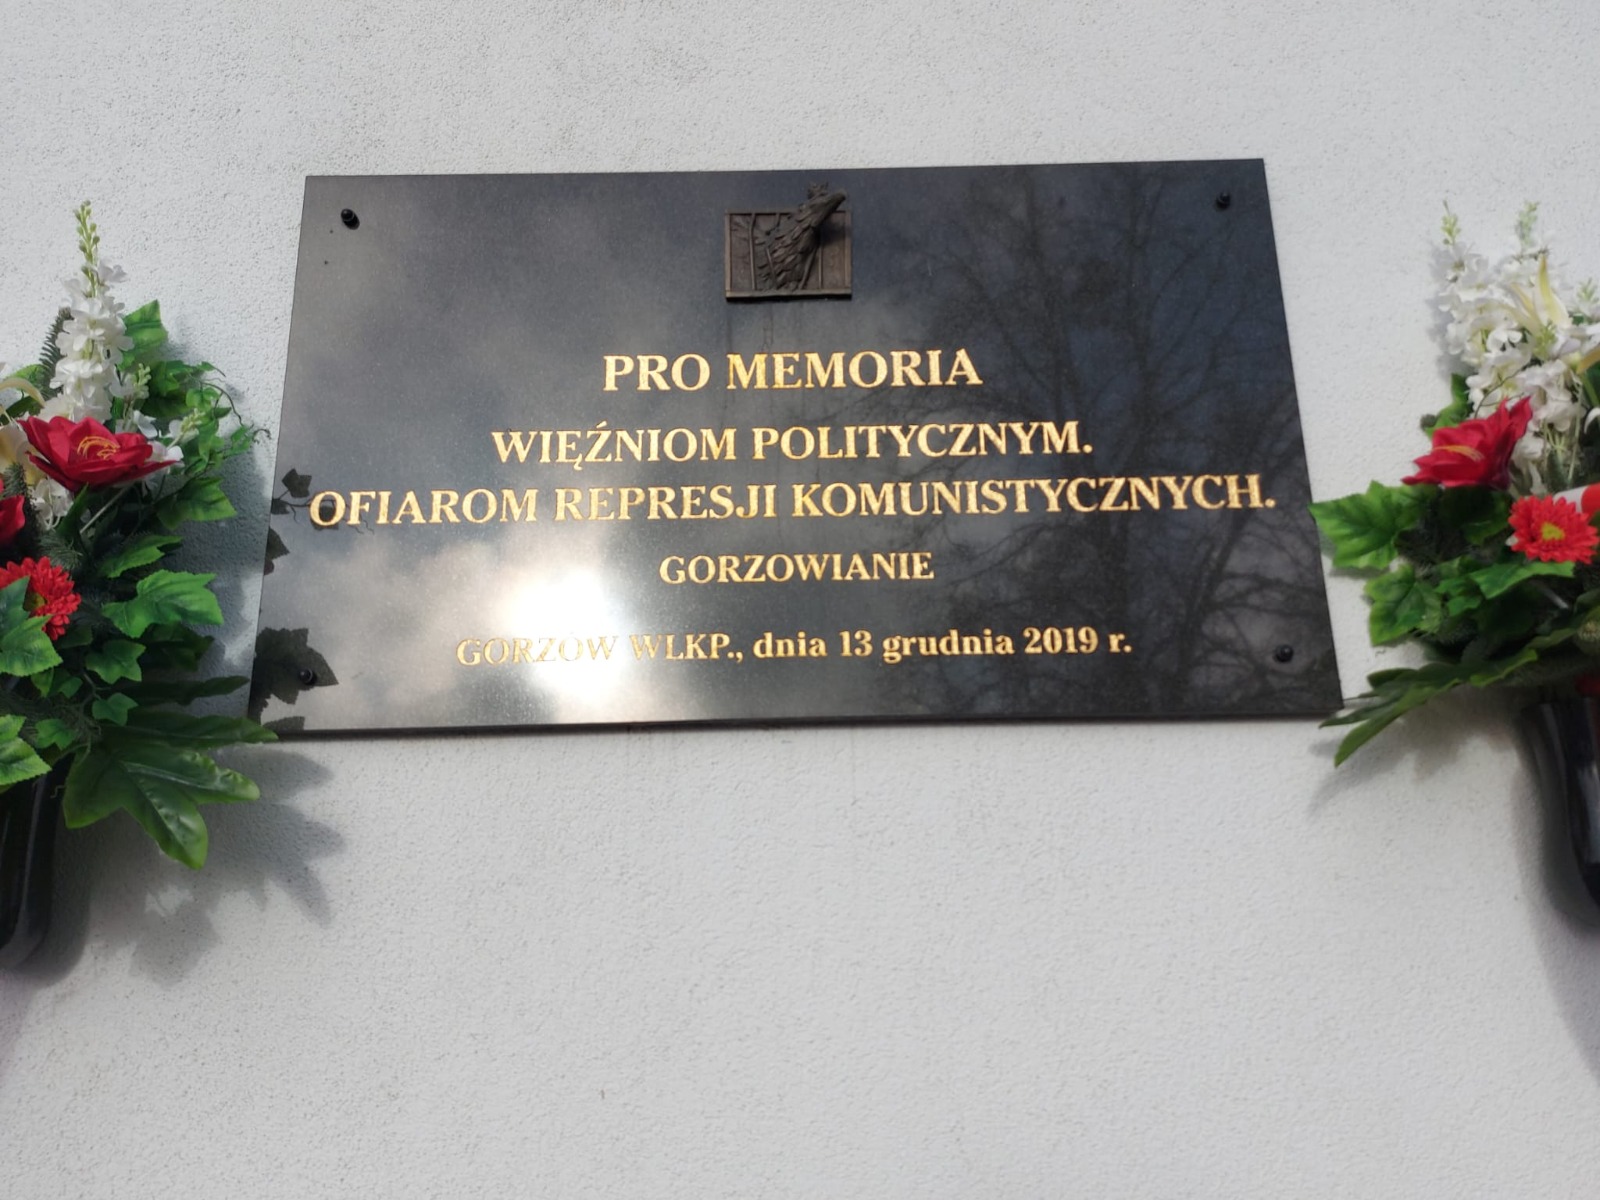 PRO MEMORIA
WIĘŹNIOM POLITYCZNYM.
OFIAROM REPRESJI KOMUNISTYCZNYCH.
GORZOWIANIE
GORZÓW WLKP., dnia 13 grudnia 2019 r.